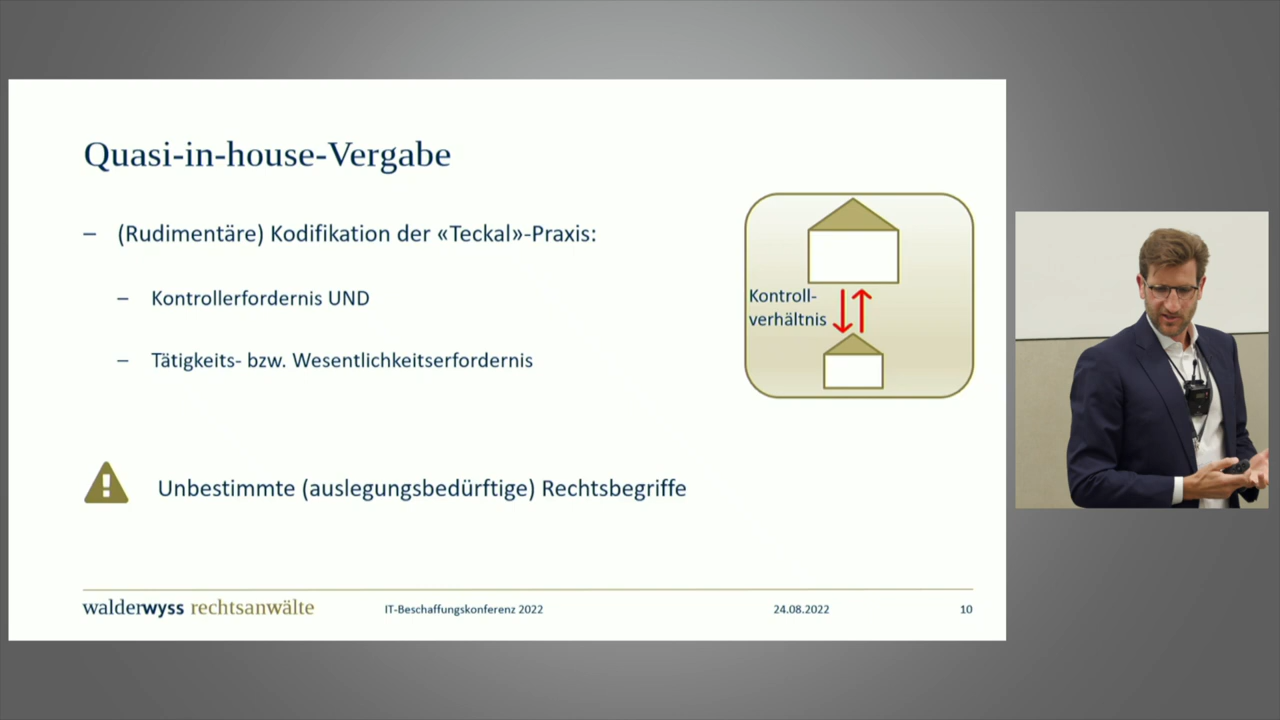 Quasi-in-house-Vergabe
– (Rudimentäre) Kodifikation der «Teckal»-Praxis:
– Kontrollerfordernis UND
– Tätigkeits- bzw. Wesentlichkeitserfordernis
Kontroll-
verhältnis
Unbestimmte (auslegungsbedürftige) Rechtsbegriffe
walderwyss rechtsanwälte IT-Beschaffungskonferenz 2022 24.08.2022 10